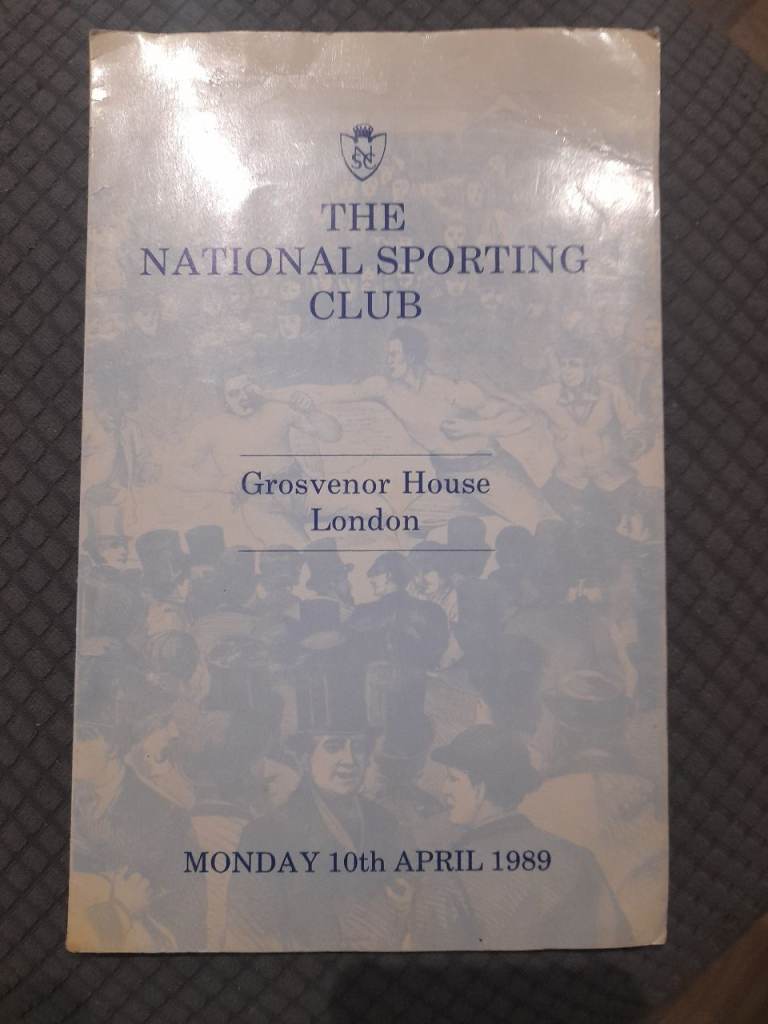 NSC
THE
NATIONAL SPORTING
CLUB
Grosvenor House
London
MONDAY 10th APRIL 1989